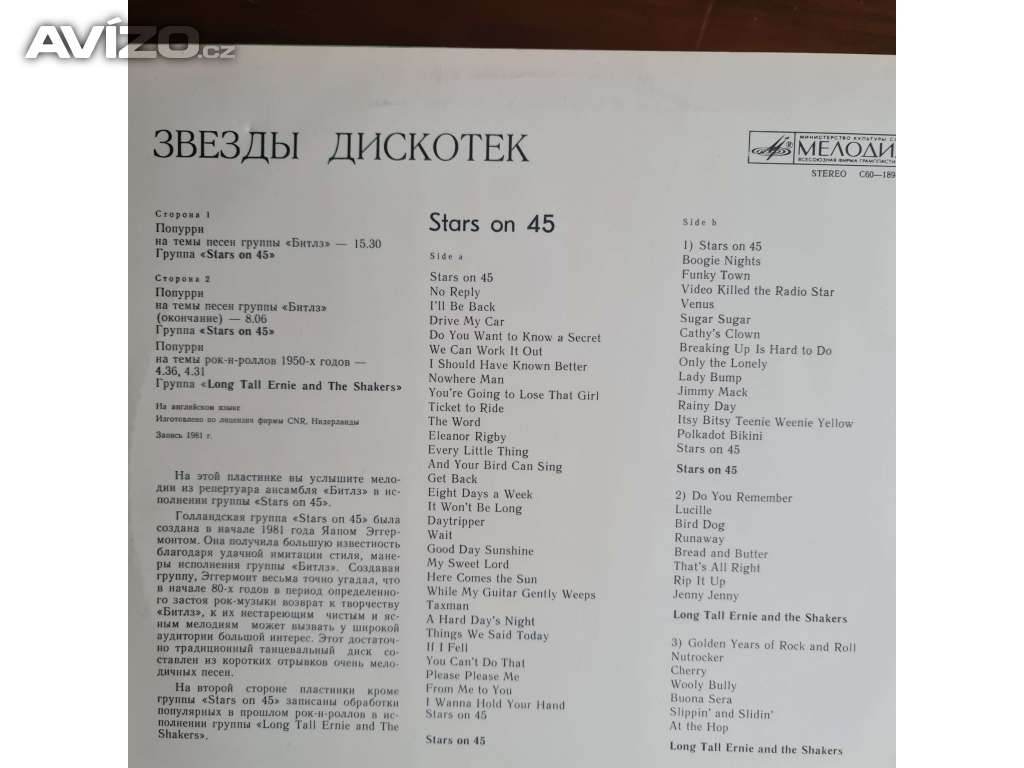 AVÍZO.cz
ЗВЕЗДЫ ДИСКОТЕК
МИНИСТЕРСТВО КУЛЬТУРЫ
МЕЛОДИ
ВСЕСОЮЗНАЯ ФИРМА
STEREO С60—189
Сторона 1
Попурри
на темы песен группы «Битлз» — 15.30
Группа «Stars on 45»
Сторона 2
Попурри
на темы песен группы «Битлз»
(окончание) — 8.06
Группа «Stars on 45»
Попурри
на темы рок-н-роллов 1950-х годов —
4.36, 4.31
Группа «Long Tall Ernie and The Shakers»
На английском языке
Изготовлено по лицензии фирмы CNR, Нидерланды
Запись 1981 г.
На этой пластинке вы услышите мело-
дии из репертуара ансамбля «Битлз» в ис-
полнении группы «Stars on 45».
Голландская группа «Stars on 45» была
создана в начале 1981 года Яапом Эггер-
монтом. Она получила большую известность
благодаря удачной имитации стиля, мане-
ры исполнения группы «Битлз». Создавая
группу, Эггермонт весьма точно угадал, что
в начале 80-х годов в период определенно-
го застоя рок-музыки возврат к творчеству
«Битлз», к их нестареющим чистым и яс-
ным мелодиям может вызвать у широкой
аудитории большой интерес. Этот достаточ-
но традиционный танцевальный диск со-
ставлен из коротких отрывков очень мело-
дичных песен.
На второй стороне пластинки кроме
группы «Stars on 45» записаны обработки
популярных в прошлом рок-н-роллов в ис-
полнении группы «Long Tall Ernie and The
Shakers».
Stars on 45
Side a
Stars on 45
No Reply
I'll Be Back
Drive My Car
Do You Want to Know a Secret
We Can Work It Out
I Should Have Known Better
Nowhere Man
You're Going to Lose That Girl
Ticket to Ride
The Word
Eleanor Rigby
Every Little Thing
And Your Bird Can Sing
Get Back
Eight Days a Week
It Won't Be Long
Daytripper
Wait
Good Day Sunshine
My Sweet Lord
Here Comes the Sun
While My Guitar Gently Weeps
Taxman
A Hard Day's Night
Things We Said Today
If I Fell
You Can't Do That
Please Please Me
From Me to You
I Wanna Hold Your Hand
Stars on 45
Stars on 45
Side b
1) Stars on 45
Boogie Nights
Funky Town
Video Killed the Radio Star
Venus
Sugar Sugar
Cathy's Clown
Breaking Up Is Hard to Do
Only the Lonely
Lady Bump
Jimmy Mack
Rainy Day
Itsy Bitsy Teenie Weenie Yellow
Polkadot Bikini
Stars on 45
Stars on 45
2) Do You Remember
Lucille
Bird Dog
Runaway
Bread and Butter
That's All Right
Rip It Up
Jenny Jenny
Long Tall Ernie and the Shakers
3) Golden Years of Rock and Roll
Nutrocker
Cherry
Wooly Bully
Buona Sera
Slippin' and Slidin'
At the Hop
Long Tall Ernie and the Shakers